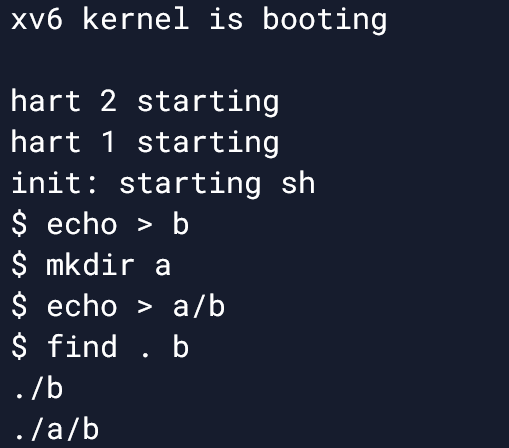 xv6 kernel is booting
hart 2 starting
hart 1 starting
init: starting sh
$ echo > b
$ mkdir a
$ echo > a/b
$ find . b
./b
./a/b